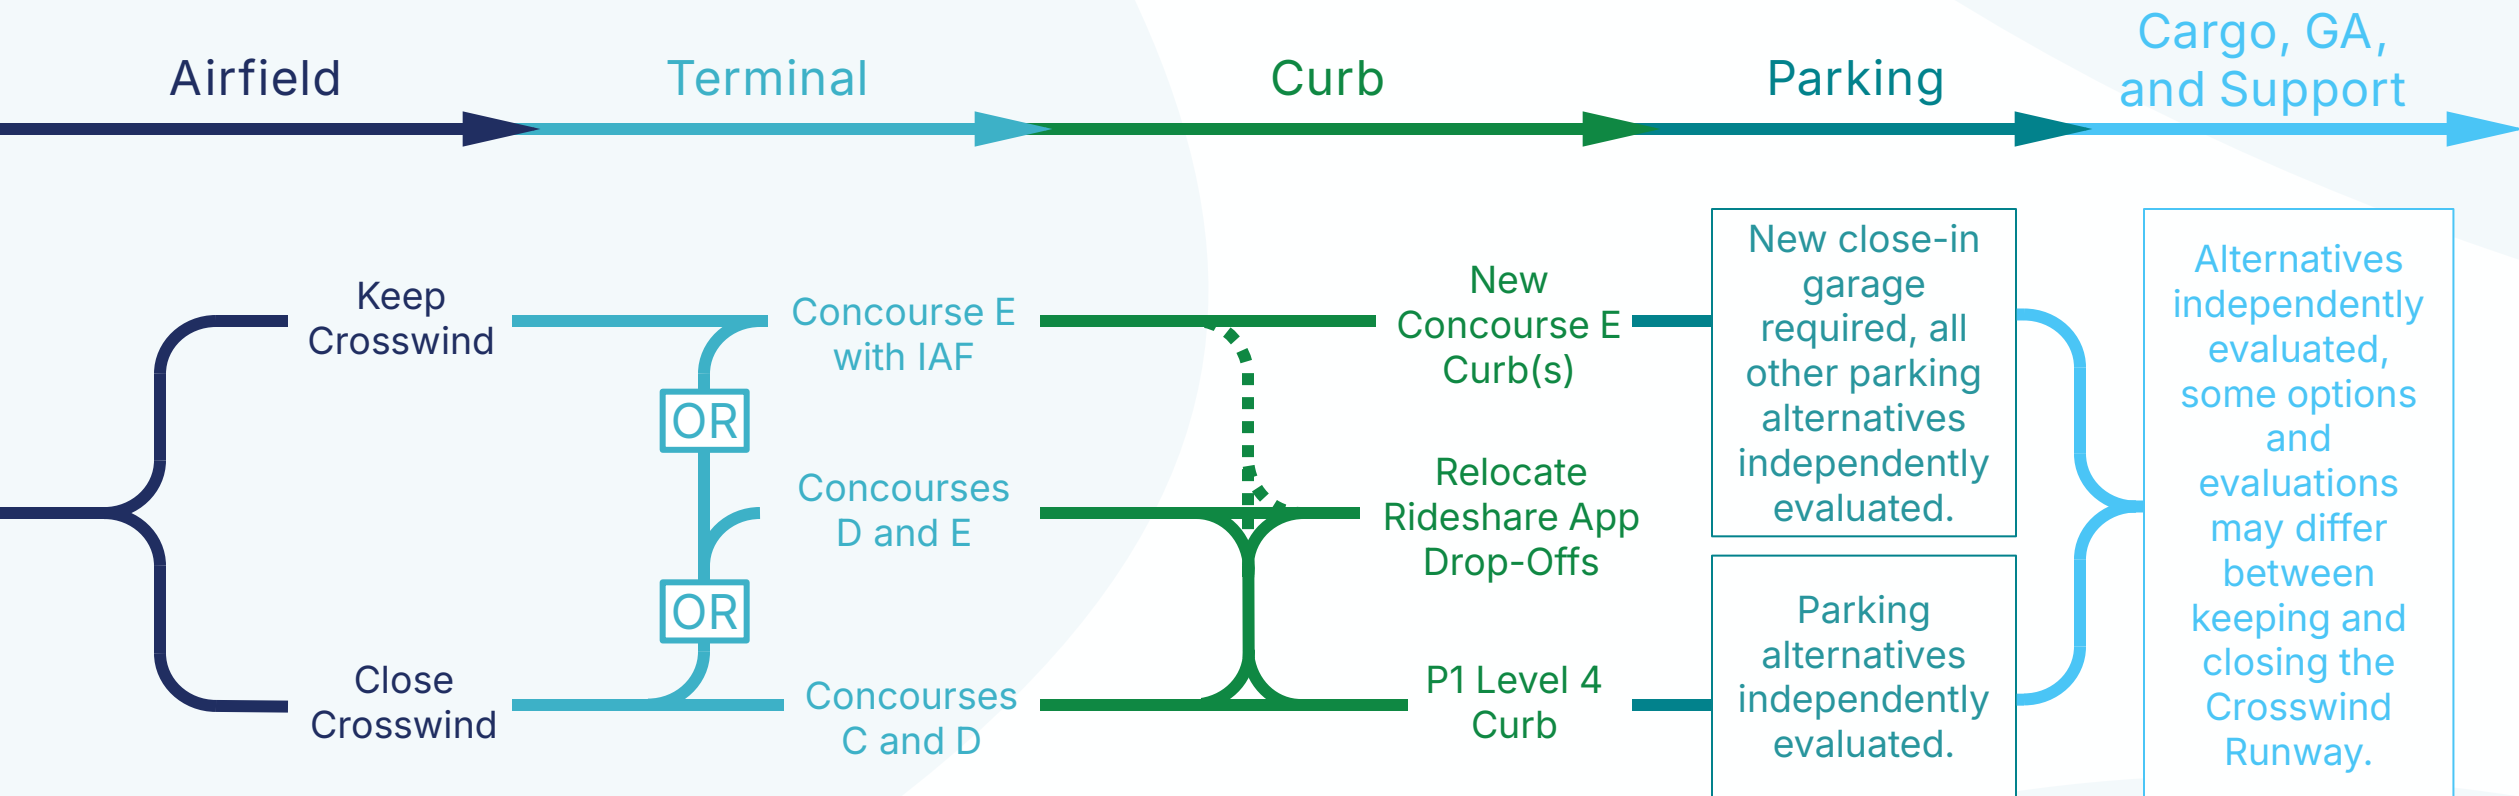 Airfield
Terminal
Curb
Parking
Cargo, GA,
and Support
Keep
Crosswind
Close
Crosswind
Concourse E
with IAF
OR
Concourses
D and E
OR
Concourses
C and D
New
Concourse E
Curb(s)
Relocate
Rideshare App
Drop-Offs
P1 Level 4
Curb
New close-in
garage
required, all
other parking
alternatives
independently
evaluated.
Parking
alternatives
independently
evaluated.
Alternatives
independently
evaluated,
some options
and
evaluations
may differ
between
keeping and
closing the
Crosswind
Runway.